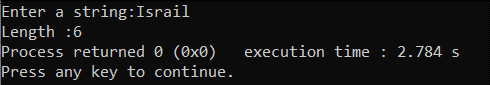 Enter a string:Israil
Length :6
Process returned 0 (0x0)   execution time : 2.784 s
Press any key to continue.